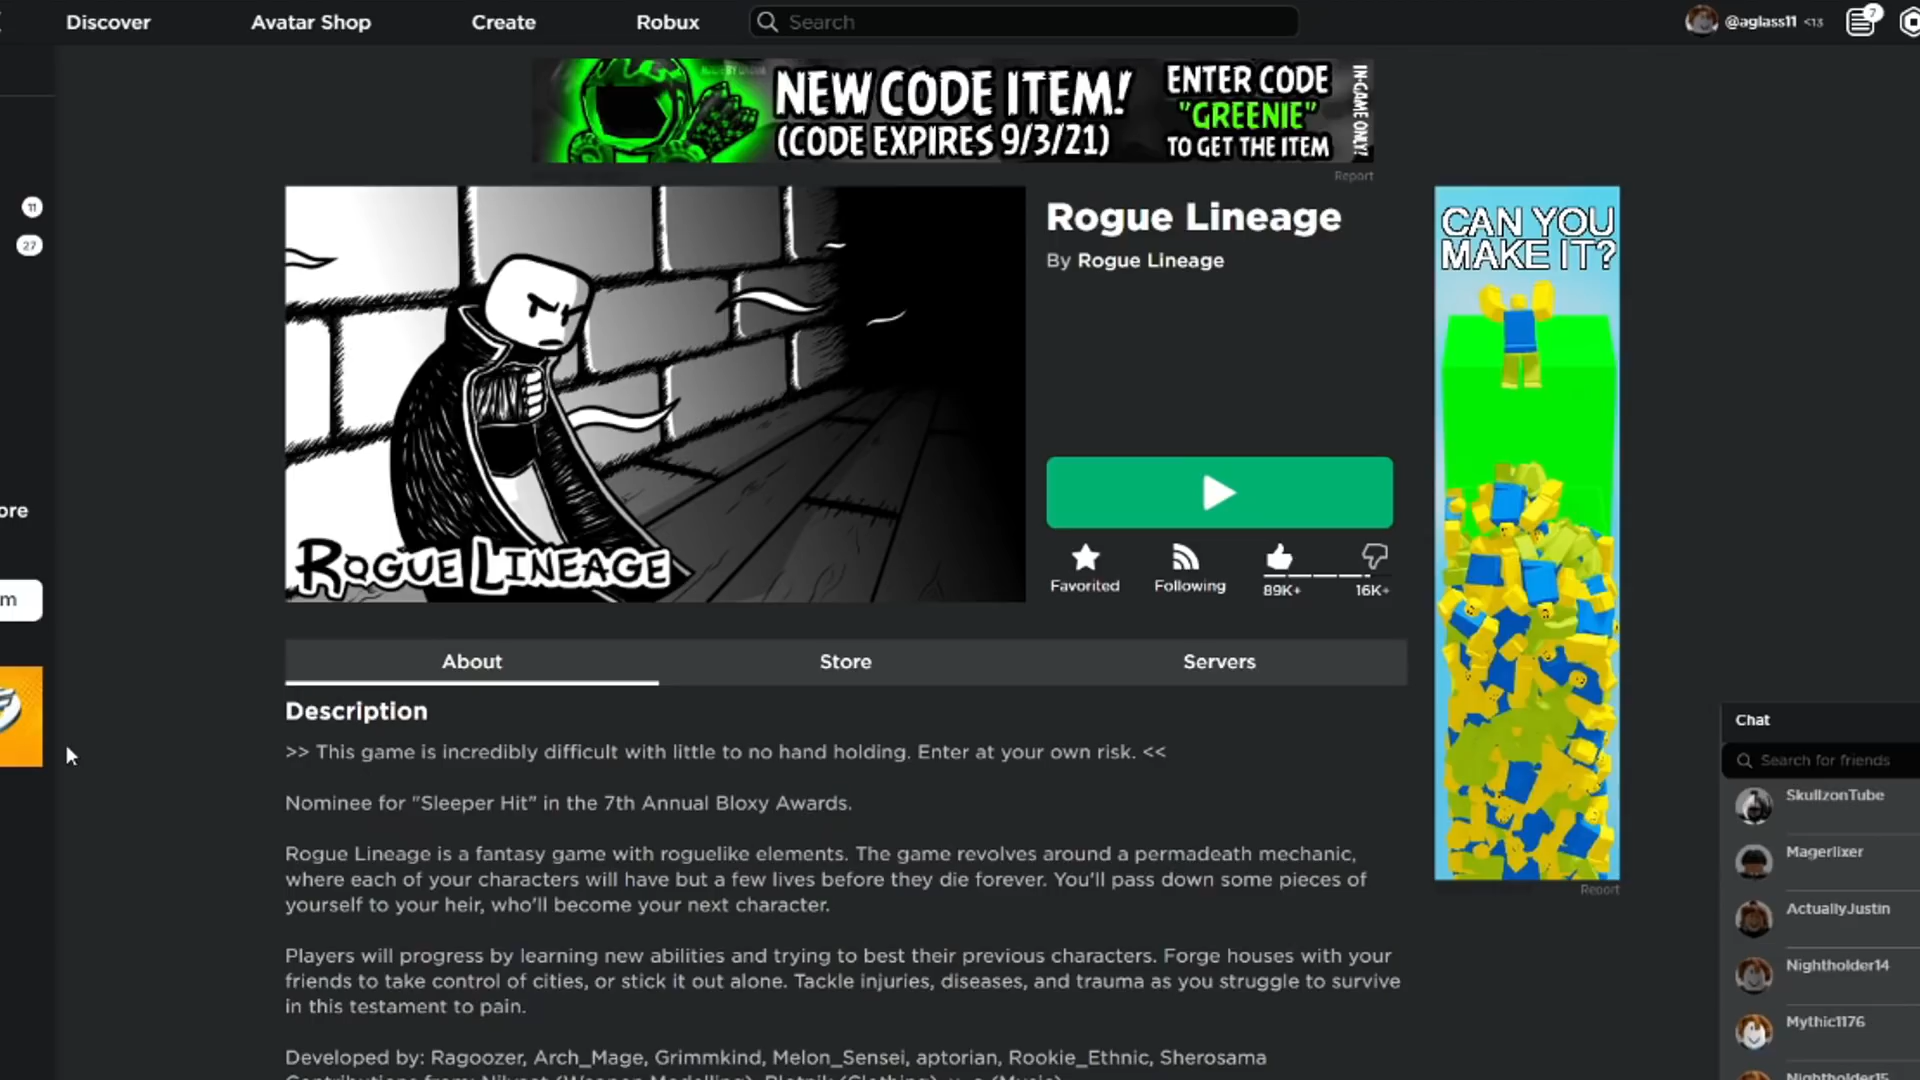 Discover
Avatar Shop
Create
Robux
Search
@aglass11 <13
7
NEW CODE ITEM!
(CODE EXPIRES 9/3/21)
ENTER CODE
"GREENIE"
TO GET THE ITEM
IN-GAME ONLY!
Report
11
27
ore
m
ROGUE LINEAGE
Rogue Lineage
By Rogue Lineage
Favorited
Following
89K+
16K+
CAN YOU
MAKE IT?
Report
About
Store
Servers
Description
>> This game is incredibly difficult with little to no hand holding. Enter at your own risk. <<
Nominee for "Sleeper Hit" in the 7th Annual Bloxy Awards.
Rogue Lineage is a fantasy game with roguelike elements. The game revolves around a permadeath mechanic,
where each of your characters will have but a few lives before they die forever. You'll pass down some pieces of
yourself to your heir, who'll become your next character.
Players will progress by learning new abilities and trying to best their previous characters. Forge houses with your
friends to take control of cities, or stick it out alone. Tackle injuries, diseases, and trauma as you struggle to survive
in this testament to pain.
Developed by: Ragoozer, Arch_Mage, Grimmkind, Melon_Sensei, aptorian, Rookie_Ethnic, Sherosama
Chat
Search for friends
SkullzonTube
Magerlixer
ActuallyJustin
Nightholder14
Mythic1176
Nightholder15